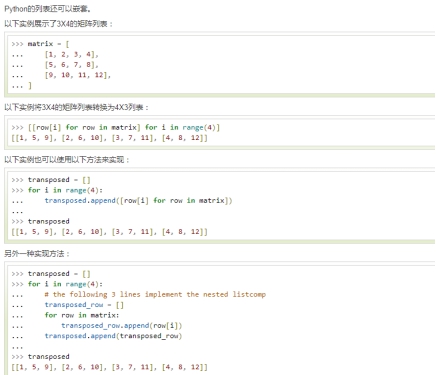 Python的列表还可以嵌套。
以下实例展示了3X4的矩阵列表：
>>> matrix = [
...     [1, 2, 3, 4],
...     [5, 6, 7, 8],
...     [9, 10, 11, 12],
... ]
以下实例将3X4的矩阵列表转换为4X3列表：
>>> [[row[i] for row in matrix] for i in range(4)]
[[1, 5, 9], [2, 6, 10], [3, 7, 11], [4, 8, 12]]
以下实例也可以使用以下方法来实现：
>>> transposed = []
>>> for i in range(4):
...     transposed.append([row[i] for row in matrix])
...
>>> transposed
[[1, 5, 9], [2, 6, 10], [3, 7, 11], [4, 8, 12]]
另外一种实现方法：
>>> transposed = []
>>> for i in range(4):
...     # the following 3 lines implement the nested listcomp
...     transposed_row = []
...     for row in matrix:
...         transposed_row.append(row[i])
...     transposed.append(transposed_row)
...
>>> transposed
[[1, 5, 9], [2, 6, 10], [3, 7, 11], [4, 8, 12]]